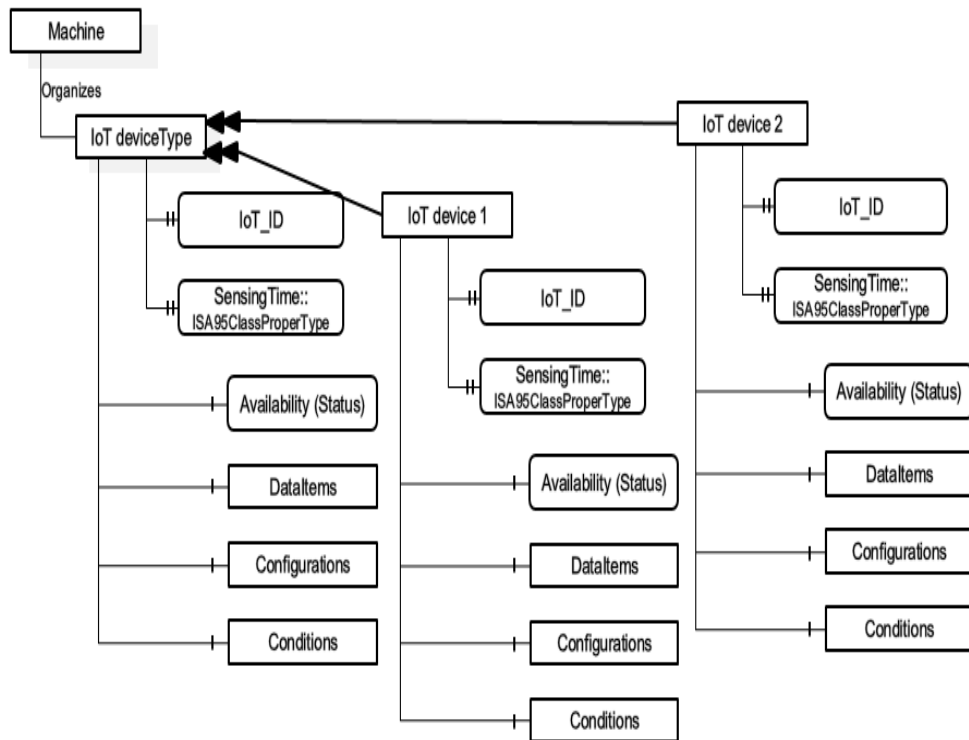 Machine
Organizes
IoT deviceType
IoT_ID
SensingTime::
ISA95ClassProperType
Availability (Status)
DataItems
Configurations
Conditions
IoT device 1
IoT_ID
SensingTime::
ISA95ClassProperType
Availability (Status)
DataItems
Configurations
Conditions
IoT device 2
IoT_ID
SensingTime::
ISA95ClassProperType
Availability (Status)
DataItems
Configurations
Conditions